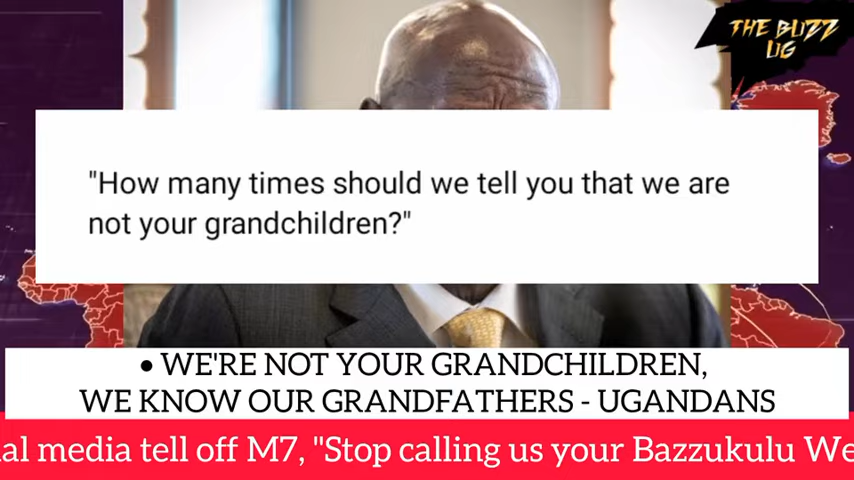 THE BUZZ
UG
"How many times should we tell you that we are
not your grandchildren?"
• WE'RE NOT YOUR GRANDCHILDREN,
WE KNOW OUR GRANDFATHERS - UGANDANS
al media tell off M7, "Stop calling us your Bazzukulu We